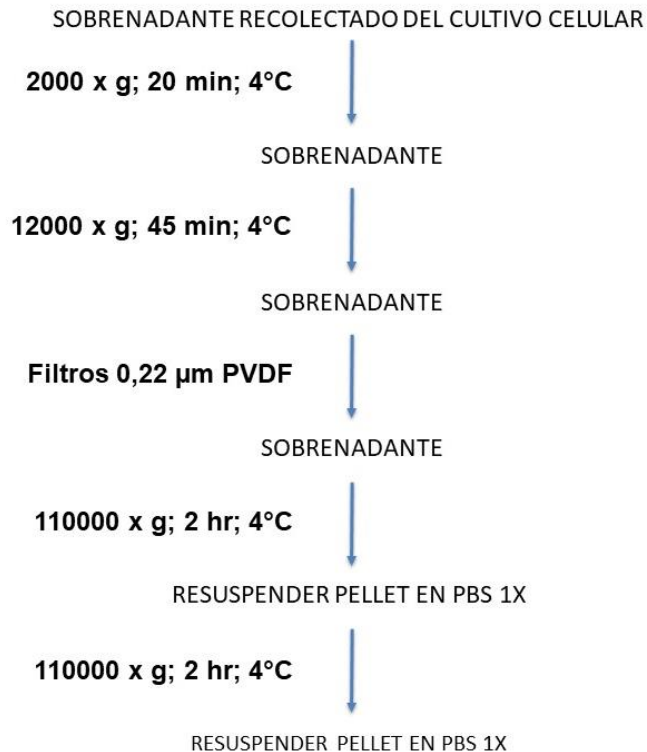 SOBRENADANTE RECOLECTADO DEL CULTIVO CELULAR
2000 x g; 20 min; 4°C
SOBRENADANTE
12000 x g; 45 min; 4°C
SOBRENADANTE
Filtros 0,22 µm PVDF
SOBRENADANTE
110000 x g; 2 hr; 4°C
RESUSPENDER PELLET EN PBS 1X
110000 x g; 2 hr; 4°C
RESUSPENDER PELLET EN PBS 1X